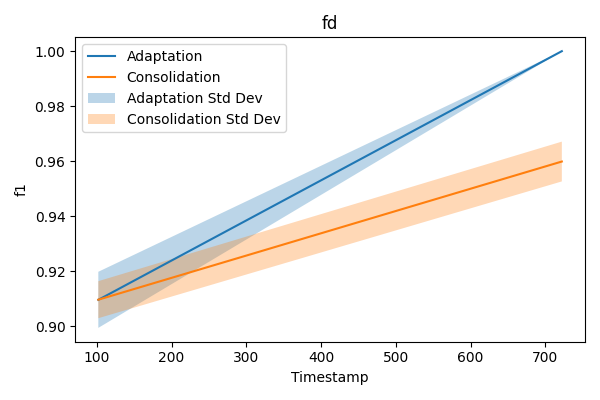 fd
1.00
0.98
0.96
0.94
0.92
0.90
f1
Adaptation
Consolidation
Adaptation Std Dev
Consolidation Std Dev
100 200 300 400 500 600 700
Timestamp